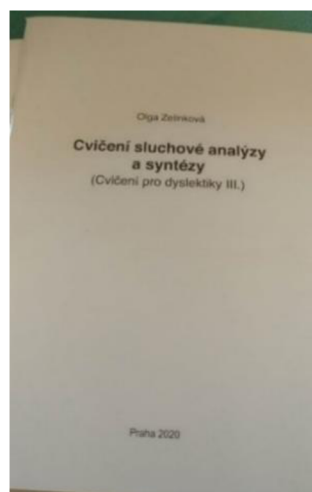 Olga Zelinková
Cvičení sluchové analýzy
a syntézy
(Cvičení pro dyslektiky III.)
Praha 2020